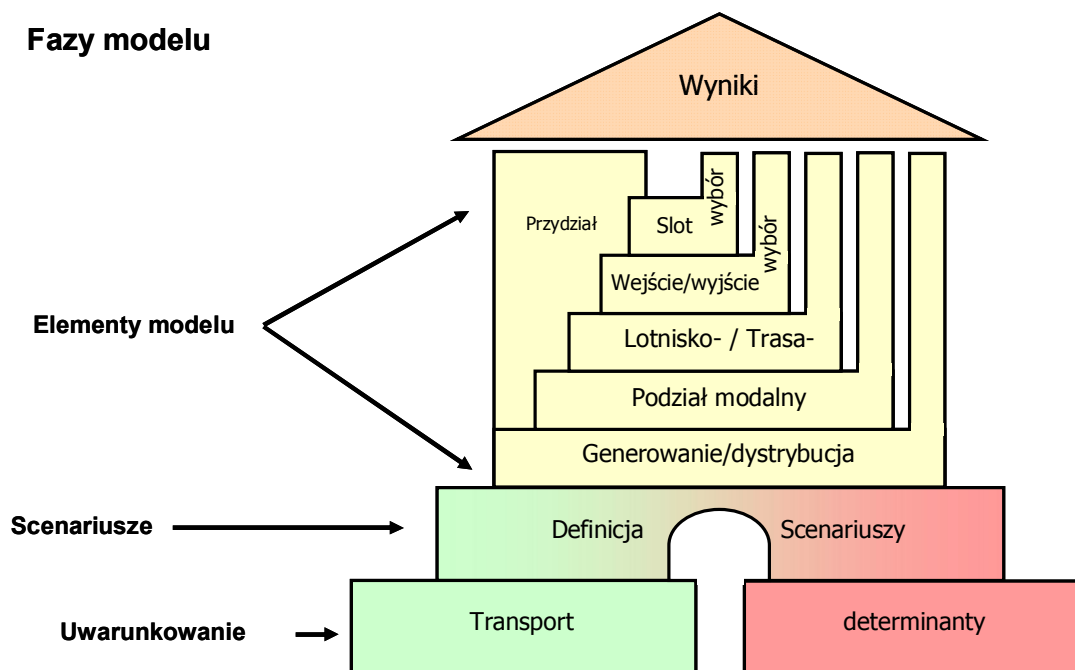 Fazy modelu
Wyniki
wybór
Przydział
Slot
wybór
Wejście/wyjście
Elementy modelu
Lotnisko- / Trasa-
Podział modalny
Generowanie/dystrybucja
Scenariusze
Definicja
Scenariuszy
Uwarunkowanie
Transport
determinanty